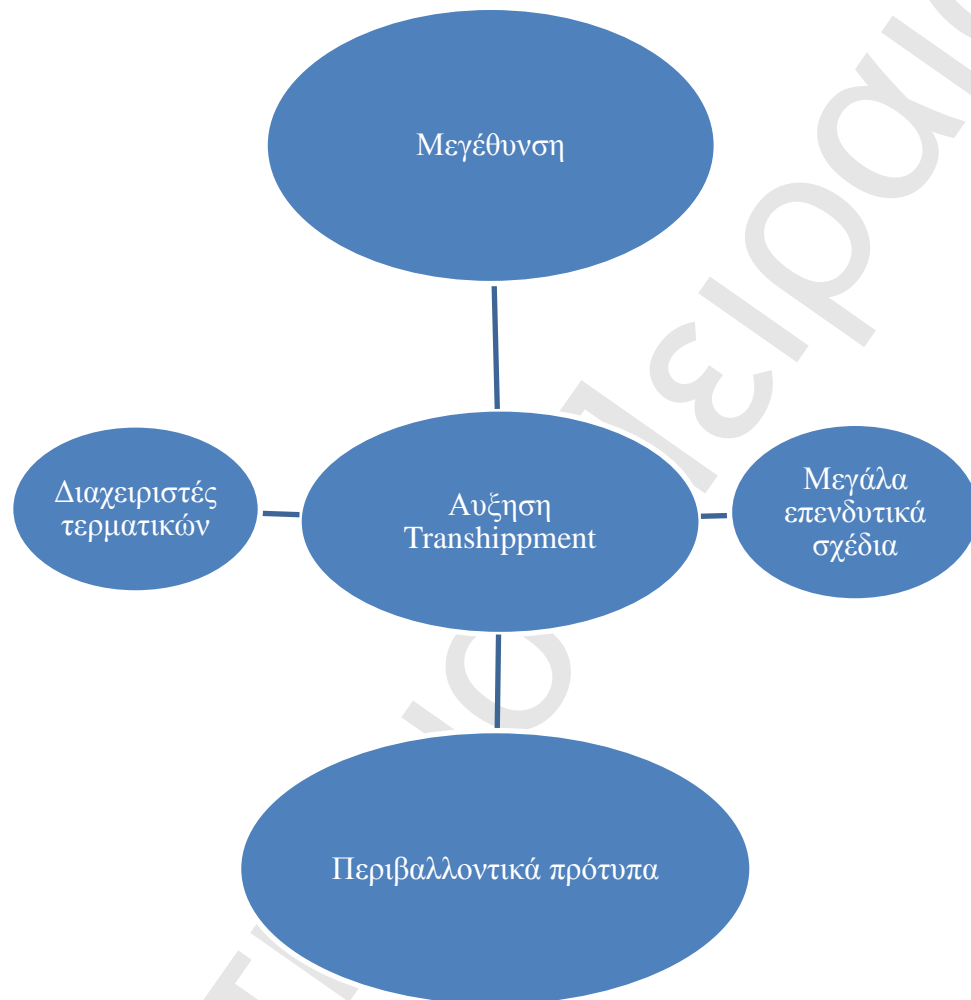 Μεγέθυνση
Διαχειριστές
τερματικών
Αυξηση
Transhippment
Μεγάλα
επενδυτικά
σχέδια
Περιβαλλοντικά πρότυπα